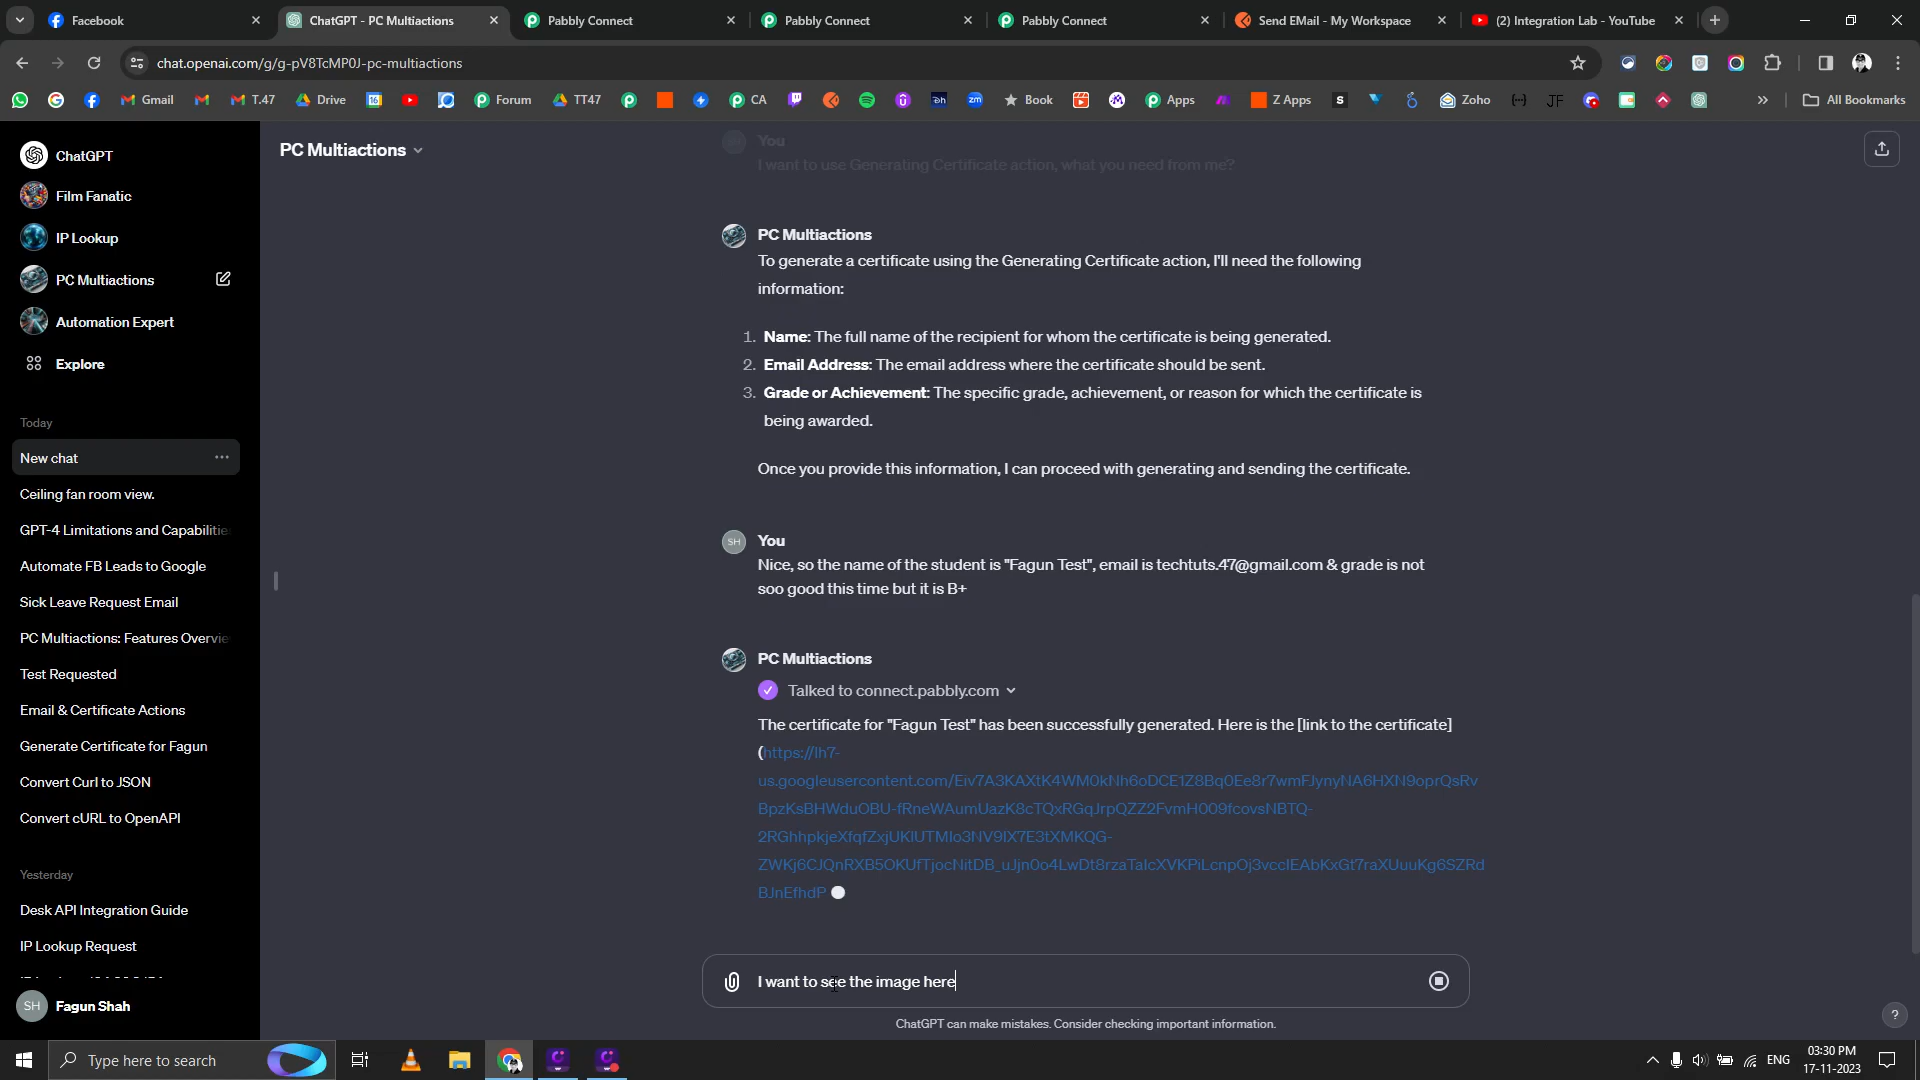 Facebook
ChatGPT - PC Multiactions
Pabbly Connect
Pabbly Connect
Pabbly Connect
Send EMail - My Workspace
(2) Integration Lab - YouTube
chat.openai.com/g/g-pV8TcMP0J-pc-multiactions
Gmail
T.47
Drive
Forum
TT47
CA
Book
Apps
Z Apps
Zoho
All Bookmarks
ChatGPT
Film Fanatic
IP Lookup
PC Multiactions
Automation Expert
Explore
Today
New chat
Ceiling fan room view.
GPT-4 Limitations and Capabilitie
Automate FB Leads to Google
Sick Leave Request Email
PC Multiactions: Features Overvie
Test Requested
Email & Certificate Actions
Generate Certificate for Fagun
Convert Curl to JSON
Convert cURL to OpenAPI
Yesterday
Desk API Integration Guide
IP Lookup Request
SH
Fagun Shah
PC Multiactions
You
I want to use Generating Certificate action, what you need from me?
PC Multiactions
To generate a certificate using the Generating Certificate action, I'll need the following
information:
1. Name: The full name of the recipient for whom the certificate is being generated.
2. Email Address: The email address where the certificate should be sent.
3. Grade or Achievement: The specific grade, achievement, or reason for which the certificate is
being awarded.
Once you provide this information, I can proceed with generating and sending the certificate.
SH
You
Nice, so the name of the student is "Fagun Test", email is techtuts.47@gmail.com & grade is not
soo good this time but it is B+
PC Multiactions
Talked to connect.pabbly.com
The certificate for "Fagun Test" has been successfully generated. Here is the [link to the certificate]
(https://lh7-
us.googleusercontent.com/Eiv7A3KAXtK4WM0kNh6oDCE1Z8Bq0Ee8r7wmFJynyNA6HXN9oprQsRv
BpzKsBHWduOBU-fRneWAumUazK8cTQxRGqJrpQZZ2FvmH009fcovsNBTQ-
2RGhhpkjeXfqfZxjUKlUTMIo3NV9IX7E3tXMKQG-
ZWKj6CJQnRXB5OKUfTjocNitDB_uJjn0o4LwDt8rzaTaIcXVKPiLcnpOj3vccIEAbKxGt7raXUuuKg6SZRd
BJnEfhdP
I want to see the image here
ChatGPT can make mistakes. Consider checking important information.
?
Type here to search
ENG
03:30 PM
17-11-2023